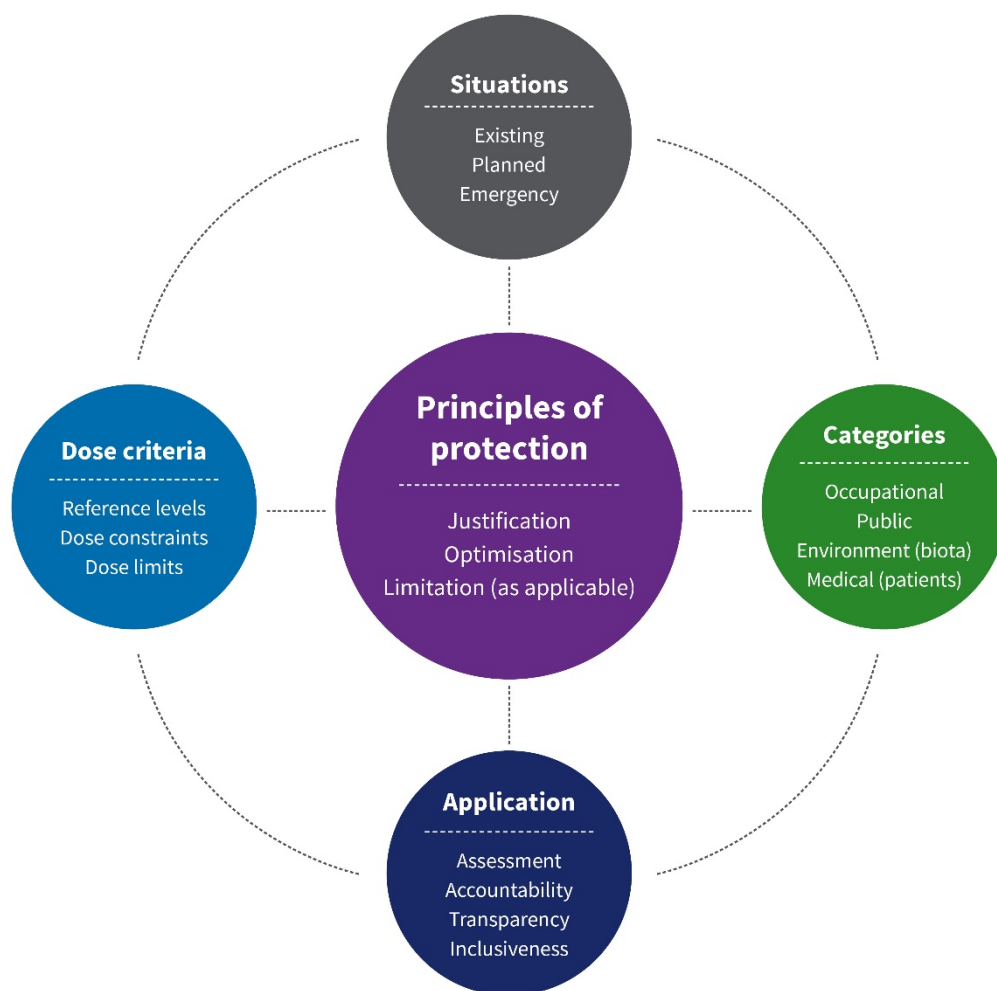 Situations
Existing
Planned
Emergency
Dose criteria
Reference levels
Dose constraints
Dose limits
Principles of
protection
Justification
Optimisation
Limitation (as applicable)
Categories
Occupational
Public
Environment (biota)
Medical (patients)
Application
Assessment
Accountability
Transparency
Inclusiveness